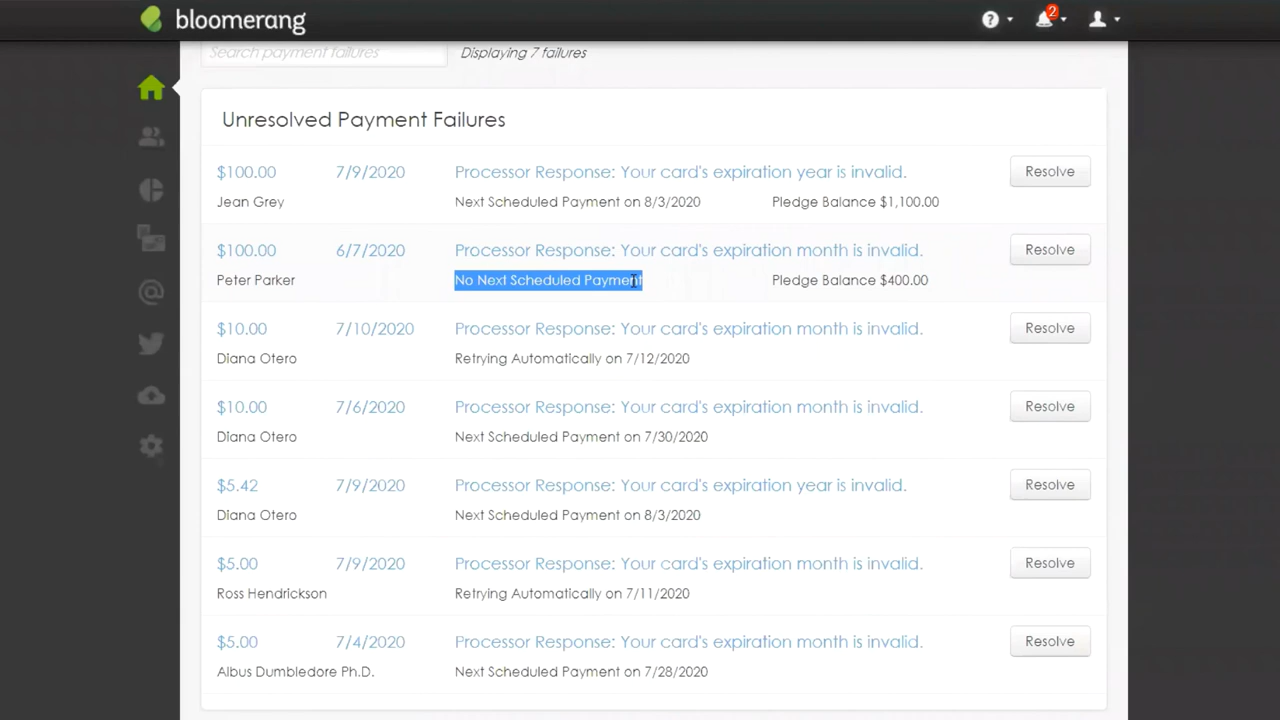 bloomerang
2
Search payment failures
Displaying 7 failures
Unresolved Payment Failures
$100.00 7/9/2020 Processor Response: Your card's expiration year is invalid. Resolve
Jean Grey Next Scheduled Payment on 8/3/2020 Pledge Balance $1,100.00
$100.00 6/7/2020 Processor Response: Your card's expiration month is invalid. Resolve
Peter Parker No Next Scheduled Payment Pledge Balance $400.00
$10.00 7/10/2020 Processor Response: Your card's expiration month is invalid. Resolve
Diana Otero Retrying Automatically on 7/12/2020
$10.00 7/6/2020 Processor Response: Your card's expiration month is invalid. Resolve
Diana Otero Next Scheduled Payment on 7/30/2020
$5.42 7/9/2020 Processor Response: Your card's expiration year is invalid. Resolve
Diana Otero Next Scheduled Payment on 8/3/2020
$5.00 7/9/2020 Processor Response: Your card's expiration month is invalid. Resolve
Ross Hendrickson Retrying Automatically on 7/11/2020
$5.00 7/4/2020 Processor Response: Your card's expiration month is invalid. Resolve
Albus Dumbledore Ph.D. Next Scheduled Payment on 7/28/2020